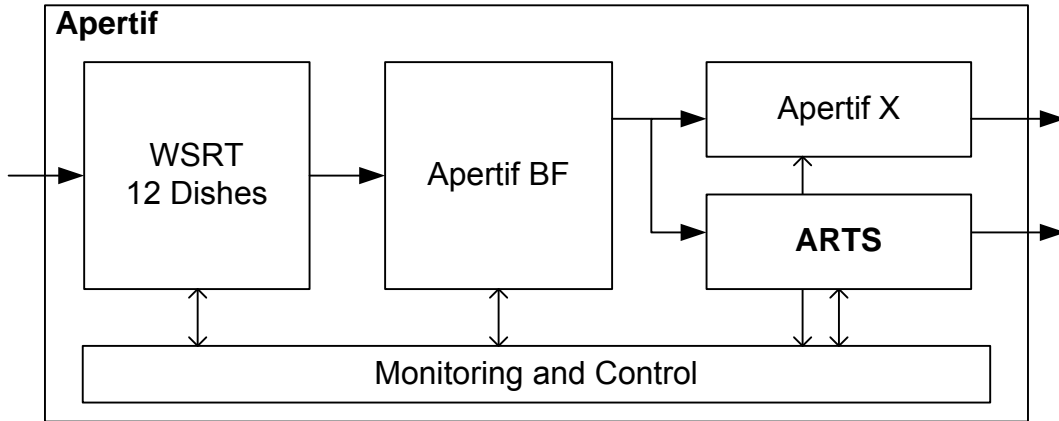 Apertif
WSRT
12 Dishes
Apertif BF
Apertif X
ARTS
Monitoring and Control